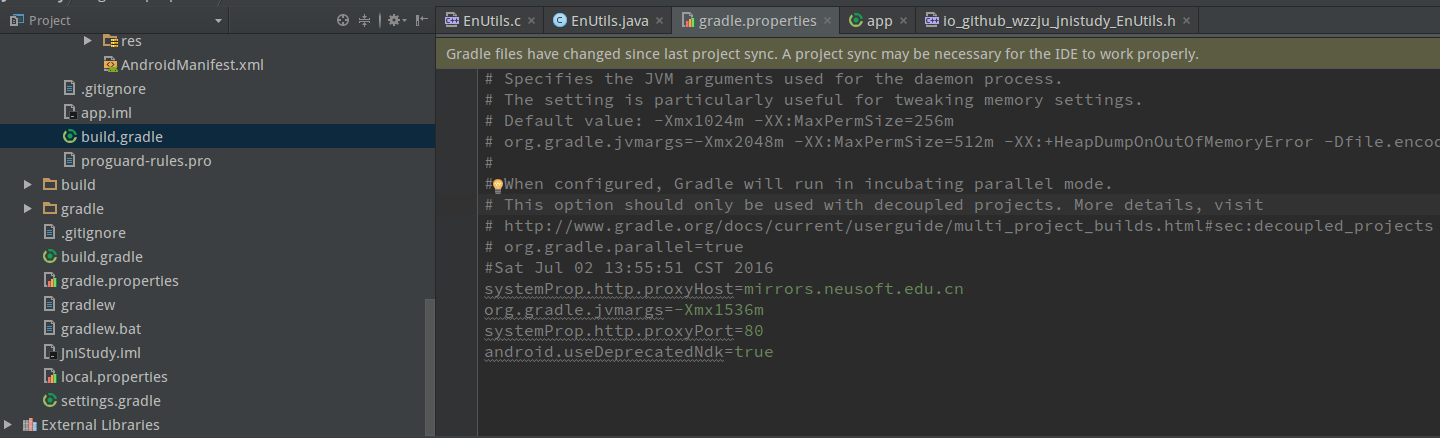 Project
res
AndroidManifest.xml
.gitignore
app.iml
build.gradle
proguard-rules.pro
build
gradle
.gitignore
build.gradle
gradle.properties
gradlew
gradlew.bat
JniStudy.iml
local.properties
settings.gradle
External Libraries
EnUtils.c
EnUtils.java
gradle.properties
app
io_github_wzzju_jnistudy_EnUtils.h
Gradle files have changed since last project sync. A project sync may be necessary for the IDE to work properly.
# Specifies the JVM arguments used for the daemon process.
# The setting is particularly useful for tweaking memory settings.
# Default value: -Xmx1024m -XX:MaxPermSize=256m
# org.gradle.jvmargs=-Xmx2048m -XX:MaxPermSize=512m -XX:+HeapDumpOnOutOfMemoryError -Dfile.encod
#
# When configured, Gradle will run in incubating parallel mode.
# This option should only be used with decoupled projects. More details, visit
# http://www.gradle.org/docs/current/userguide/multi_project_builds.html#sec:decoupled_projects
# org.gradle.parallel=true
#Sat Jul 02 13:55:51 CST 2016
systemProp.http.proxyHost=mirrors.neusoft.edu.cn
org.gradle.jvmargs=-Xmx1536m
systemProp.http.proxyPort=80
android.useDeprecatedNdk=true